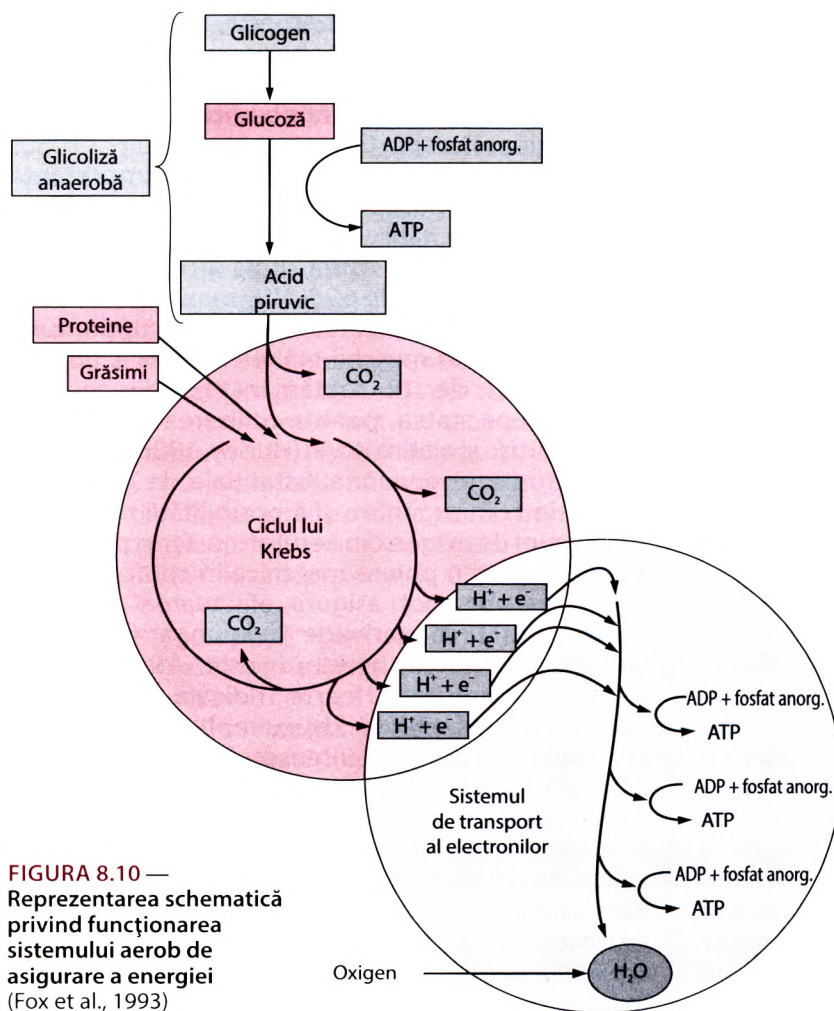 Glicogen
Glucoză
ADP + fosfat anorg.
Glicoliză
anaerobă
ATP
Acid
piruvic
Proteine
Grăsimi
CO₂
CO₂
Ciclul lui
Krebs
CO₂
H⁺ + e⁻
H⁺ + e⁻
H⁺ + e⁻
H⁺ + e⁻
ADP + fosfat anorg.
ATP
ADP + fosfat anorg.
ATP
Sistemul
de transport
al electronilor
ADP + fosfat anorg.
ATP
Oxigen
H₂O
FIGURA 8.10 —
Reprezentarea schematică
privind funcţionarea
sistemului aerob de
asigurare a energiei
(Fox et al., 1993)